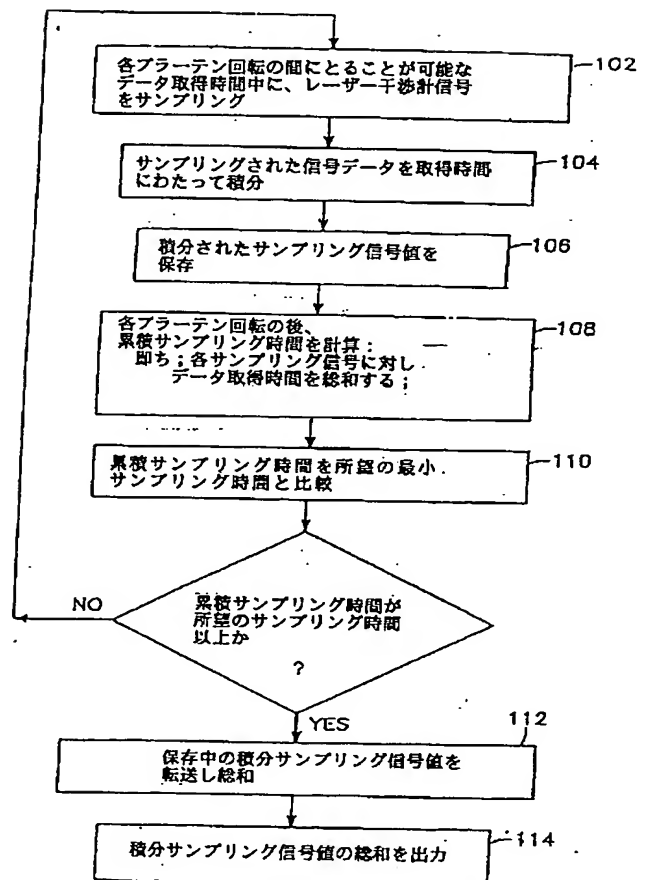 各プラーテン回転の間にとることが可能な
データ取得時間中に、レーザー干渉計信号
をサンプリング
102
サンプリングされた信号データを取得時間
にわたって積分
104
積分されたサンプリング信号値を
保存
106
各プラーテン回転の後、
累積サンプリング時間を計算:
即ち;各サンプリング信号に対し
データ取得時間を総和する;
108
累積サンプリング時間を所望の最小
サンプリング時間と比較
110
累積サンプリング時間が
所望のサンプリング時間
以上か
?
NO
YES
112
保存中の積分サンプリング信号値を
転送し総和
積分サンプリング信号値の総和を出力
114